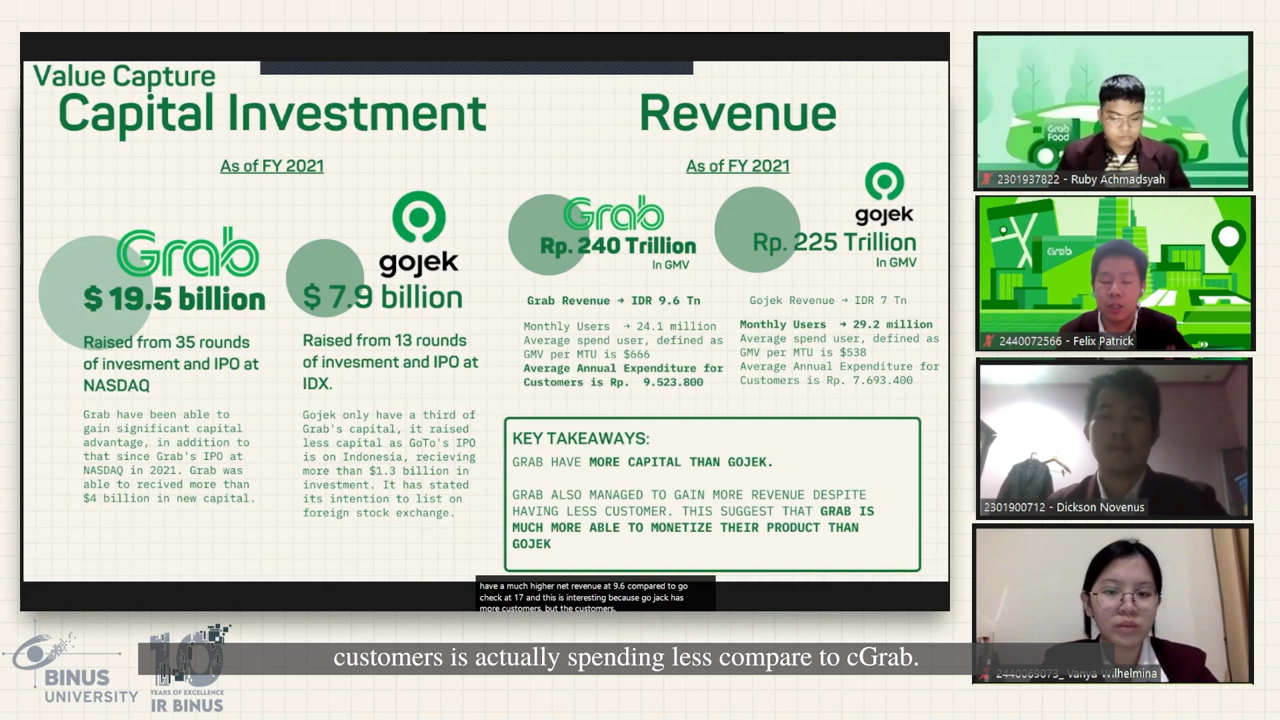 Value Capture
Capital Investment
As of FY 2021
Grab
$ 19.5 billion
Raised from 35 rounds
of invesment and IPO at
NASDAQ
Grab have been able to
gain significant capital
advantage, in addition to
that since Grab's IPO at
NASDAQ in 2021. Grab was
able to recived more than
$4 billion in new capital.
gojek
$ 7.9 billion
Raised from 13 rounds
of invesment and IPO at
IDX.
Gojek only have a third of
Grab's capital, it raised
less capital as GoTo's IPO
is on Indonesia, recieving
more than $1.3 billion in
investment. It has stated
its intention to list on
foreign stock exchange.
Revenue
As of FY 2021
Grab
Rp. 240 Trillion
In GMV
Grab Revenue → IDR 9.6 Tn
Monthly Users → 24.1 million
Average spend user, defined as
GMV per MTU is $666
Average Annual Expenditure for
Customers is Rp. 9.523.800
gojek
Rp. 225 Trillion
In GMV
Gojek Revenue → IDR 7 Tn
Monthly Users → 29.2 million
Average spend user, defined as
GMV per MTU is $538
Average Annual Expenditure for
Customers is Rp. 7.693.400
KEY TAKEAWAYS:
GRAB HAVE MORE CAPITAL THAN GOJEK.
GRAB ALSO MANAGED TO GAIN MORE REVENUE DESPITE
HAVING LESS CUSTOMER. THIS SUGGEST THAT GRAB IS
MUCH MORE ABLE TO MONETIZE THEIR PRODUCT THAN
GOJEK
have a much higher net revenue at 9.6 compared to go
check at 17 and this is interesting because go jack has
more customers, but the customers.
customers is actually spending less compare to cGrab.
Grab
Food
2301937822 - Ruby Achmadsyah
Grab
2440072566 - Felix Patrick
2301900712 - Dickson Novenus
2440069073_ Vanya Wilhelmina
BINUS
UNIVERSITY
10
YEARS OF EXCELLENCE
IR BINUS